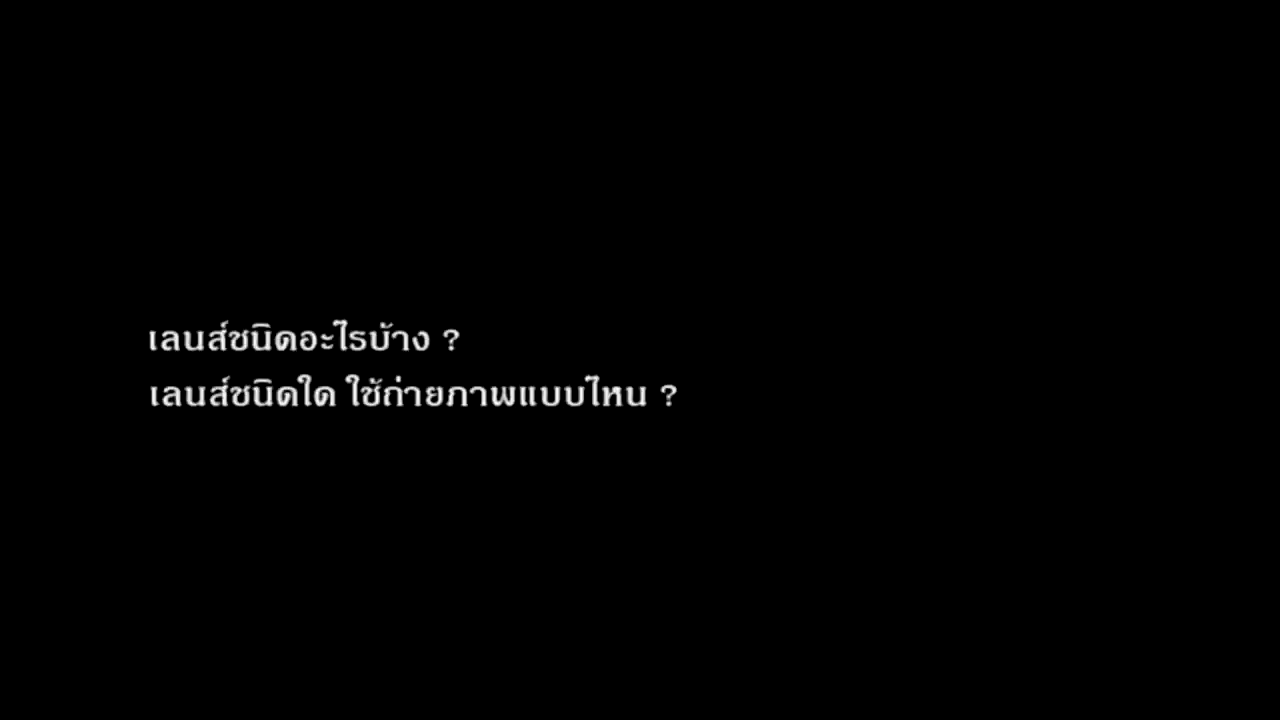 เลนส์ชนิดอะไรบ้าง ?
เลนส์ชนิดใด ใช้ถ่ายภาพแบบไหน ?